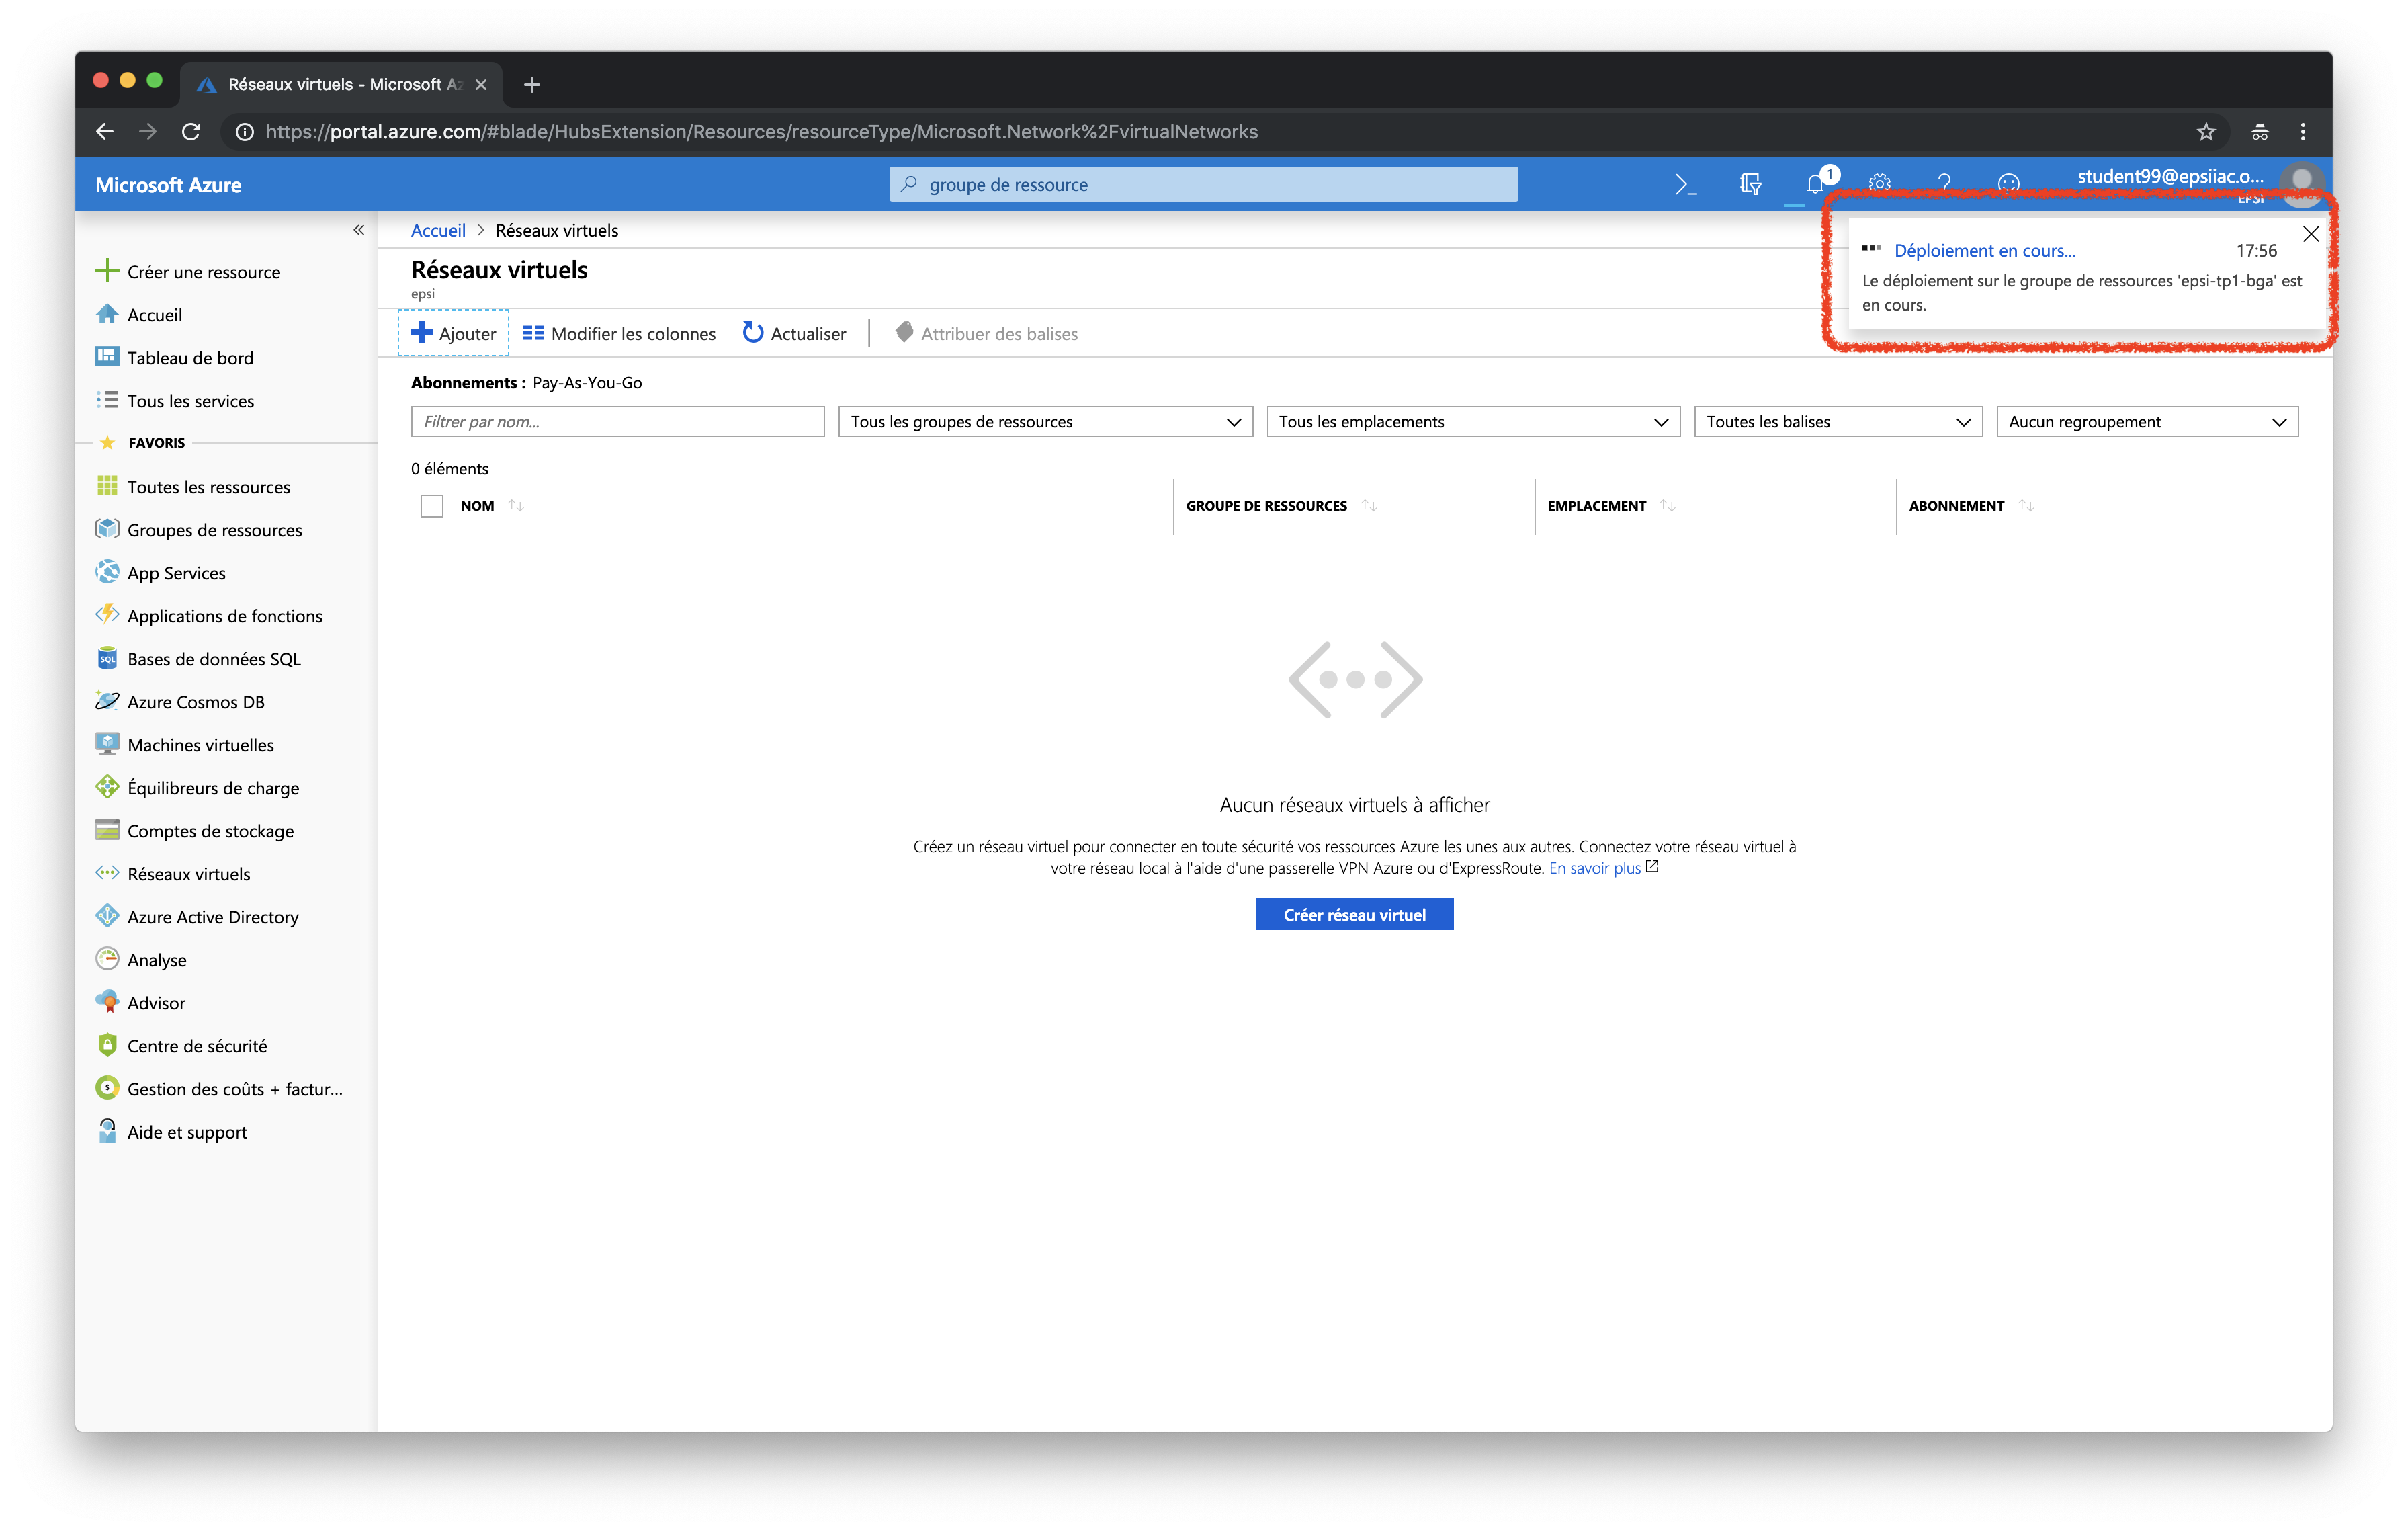 Réseaux virtuels - Microsoft Az
https://portal.azure.com/#blade/HubsExtension/Resources/resourceType/Microsoft.Network%2FvirtualNetworks
Microsoft Azure
groupe de ressource
1
student99@epsiiac.o...
EPSI
Accueil > Réseaux virtuels
Réseaux virtuels
epsi
Déploiement en cours... 17:56
Le déploiement sur le groupe de ressources 'epsi-tp1-bga' est
en cours.
Créer une ressource
Accueil
Tableau de bord
Tous les services
FAVORIS
Toutes les ressources
Groupes de ressources
App Services
Applications de fonctions
Bases de données SQL
Azure Cosmos DB
Machines virtuelles
Équilibreurs de charge
Comptes de stockage
Réseaux virtuels
Azure Active Directory
Analyse
Advisor
Centre de sécurité
Gestion des coûts + factur...
Aide et support
Ajouter Modifier les colonnes Actualiser Attribuer des balises
Abonnements : Pay-As-You-Go
Filtrer par nom... Tous les groupes de ressources Tous les emplacements Toutes les balises Aucun regroupement
0 éléments
NOM GROUPE DE RESSOURCES EMPLACEMENT ABONNEMENT
Aucun réseaux virtuels à afficher
Créez un réseau virtuel pour connecter en toute sécurité vos ressources Azure les unes aux autres. Connectez votre réseau virtuel à
votre réseau local à l'aide d'une passerelle VPN Azure ou d'ExpressRoute. En savoir plus
Créer réseau virtuel